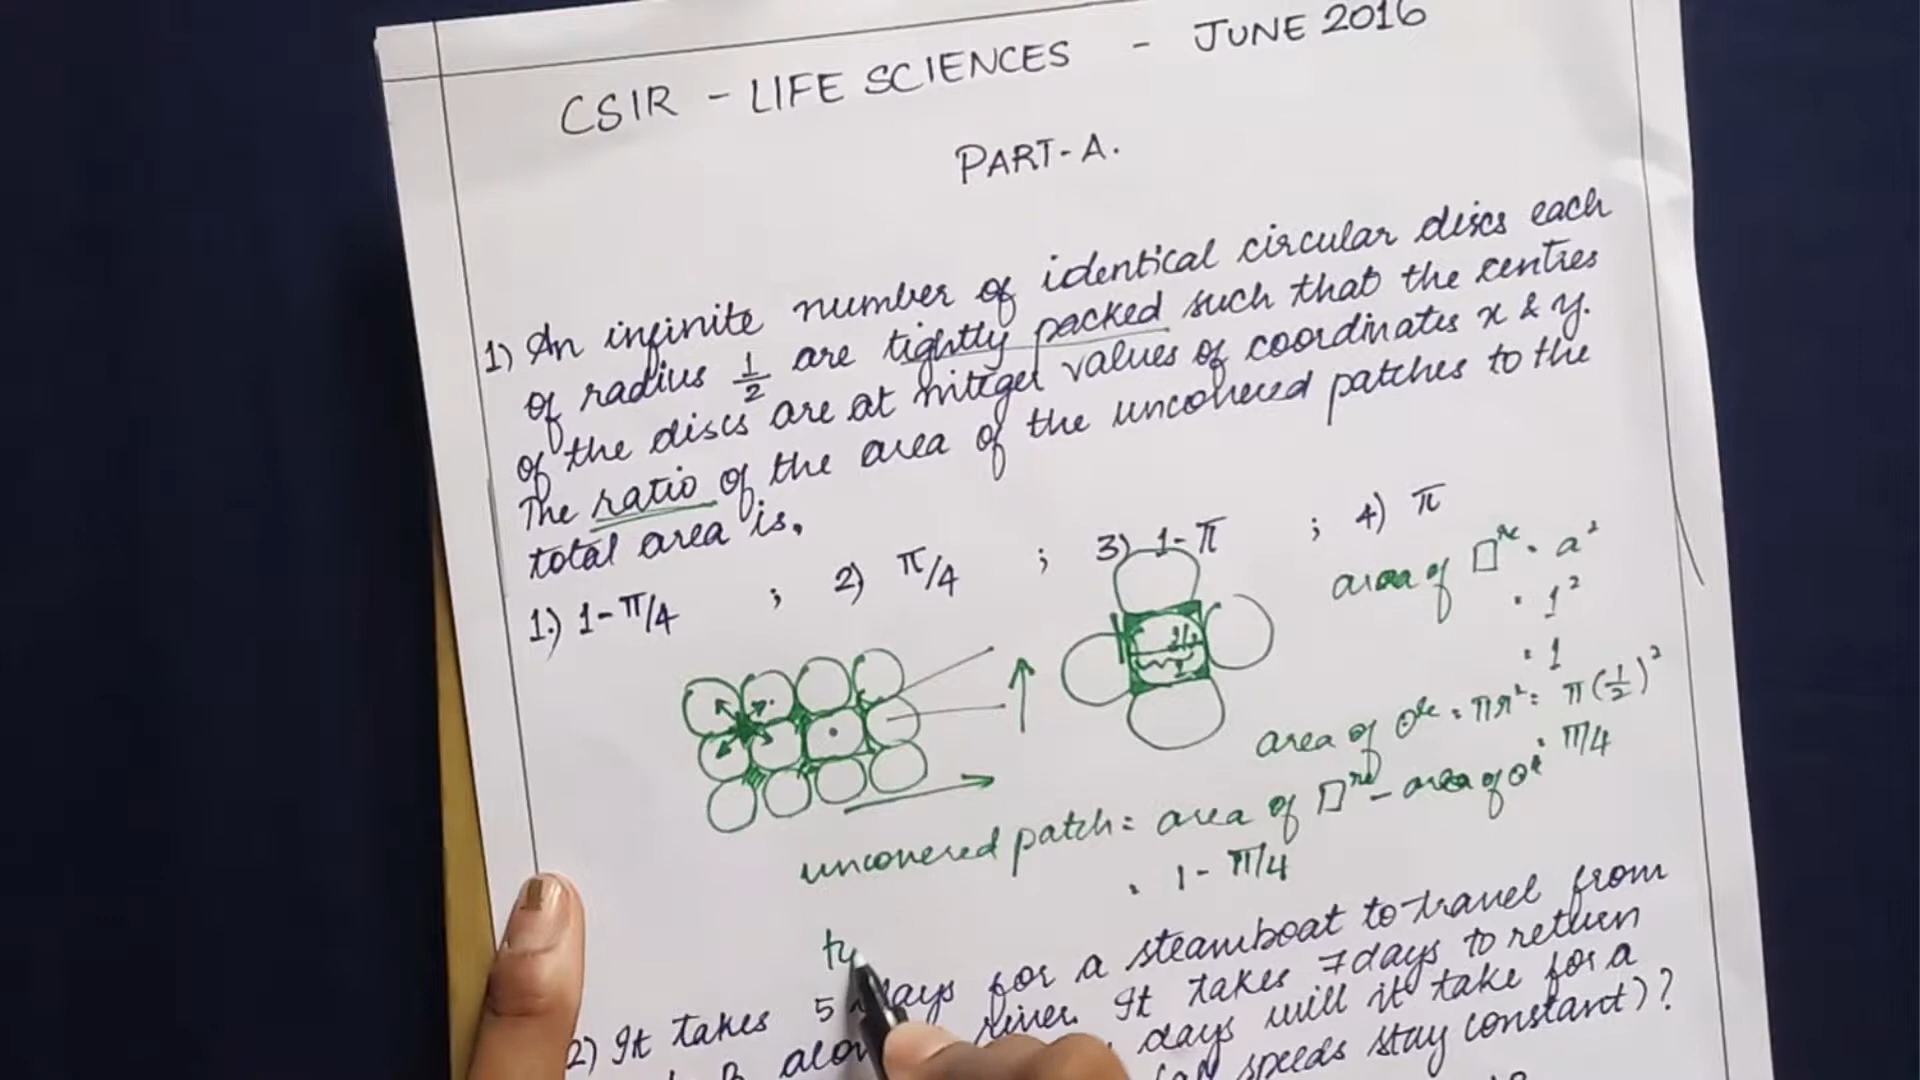 CSIR - LIFE SCIENCES - JUNE 2016
PART-A.
1) An infinite number of identical circular discs each
of radius 1/2 are tightly packed such that the centres
of the discs are at integer values of coordinates x & y.
The ratio of the area of the uncovered patches to the
total area is.
1.) 1-π/4 ; 2) π/4 ; 3) 1-π ; 4) π
area of □re = a²
= 1²
= 1
area of Ole = πr² = π(1/2)²
= π/4
uncovered patch = area of □re - area of Ole
= 1 - π/4
2) It takes 5 days for a steamboat to travel from
river. It takes 7 days to return
days will it take for a
speeds stay constant)?